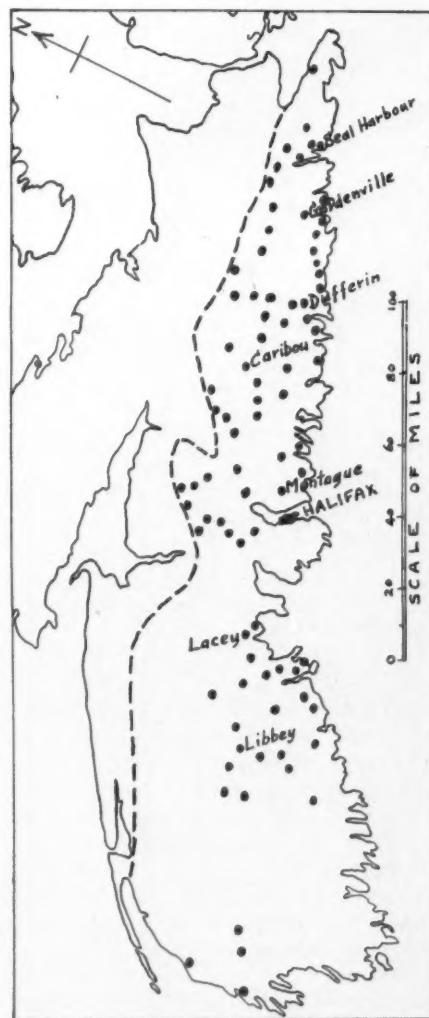 N
Seal Harbour
Goldenville
Dufferin
Caribou
Montague
HALIFAX
Lacey
Libbey
0 20 40 60 80 100
SCALE OF MILES